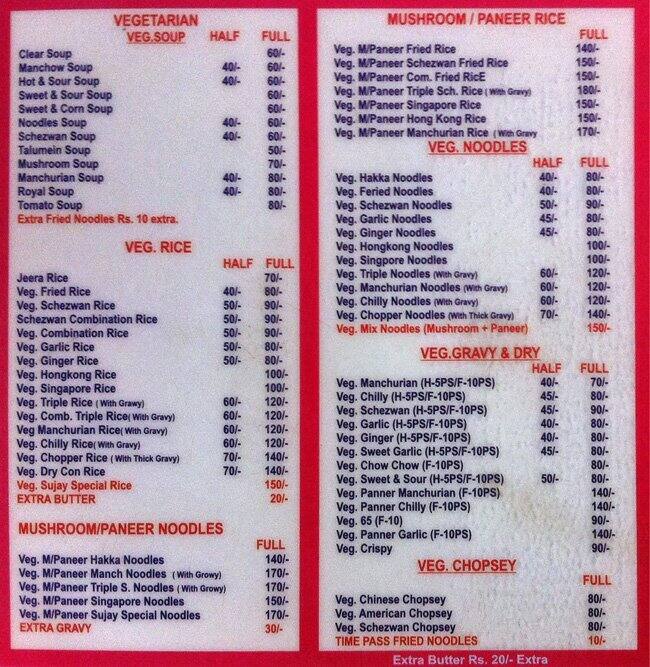 VEGETARIAN
VEG.SOUP HALF FULL
Clear Soup 60/-
Manchow Soup 40/- 60/-
Hot & Sour Soup 40/- 60/-
Sweet & Sour Soup 60/-
Sweet & Corn Soup 60/-
Noodles Soup 40/- 60/-
Schezwan Soup 40/- 60/-
Talumein Soup 50/-
Mushroom Soup 70/-
Manchurian Soup 40/- 80/-
Royal Soup 40/- 80/-
Tomato Soup 80/-
Extra Fried Noodles Rs. 10 extra.
VEG. RICE
HALF FULL
Jeera Rice 70/-
Veg. Fried Rice 40/- 80/-
Veg. Schezwan Rice 50/- 90/-
Schezwan Combination Rice 50/- 90/-
Veg. Combination Rice 50/- 90/-
Veg. Garlic Rice 50/- 80/-
Veg. Ginger Rice 50/- 80/-
Veg. Hongkong Rice 100/-
Veg. Singapore Rice 100/-
Veg. Triple Rice ( With Grawy) 60/- 120/-
Veg. Comb. Triple Rice( With Grawy) 60/- 120/-
Veg Manchurian Rice( With Grawy) 60/- 120/-
Veg. Chilly Rice( With Grawy) 60/- 120/-
Veg. Chopper Rice ( With Thick Gravy) 70/- 140/-
Veg. Dry Con Rice 70/- 140/-
Veg. Sujay Special Rice 150/-
EXTRA BUTTER 20/-
MUSHROOM/PANEER NOODLES
FULL
Veg. M/Paneer Hakka Noodles 140/-
Veg. M/Paneer Manch Noodles ( With Growy) 170/-
Veg. M/Paneer Triple S. Noodles ( With Growy) 170/-
Veg. M/Paneer Singapore Noodles 150/-
Veg. M/Paneer Sujay Special Noodles 170/-
EXTRA GRAVY 30/-
MUSHROOM / PANEER RICE
FULL
Veg. M/Paneer Fried Rice 140/-
Veg. M/Paneer Schezwan Fried Rice 150/-
Veg. M/Paneer Com. Fried RicE 150/-
Veg. M/Paneer Triple Sch. Rice ( With Gravy) 180/-
Veg. M/Paneer Singapore Rice 150/-
Veg. M/Paneer Hong Kong Rice 150/-
Veg. M/Paneer Manchurian Rice ( With Gravy 170/-
VEG. NOODLES
HALF FULL
Veg. Hakka Noodles 40/- 80/-
Veg. Feried Noodles 40/- 80/-
Veg. Schezwan Noodles 50/- 90/-
Veg. Garlic Noodles 45/- 80/-
Veg. Ginger Noodles 45/- 80/-
Veg. Hongkong Noodles 100/-
Veg. Singpore Noodles 100/-
Veg. Triple Noodles (With Gravy) 60/- 120/-
Veg. Manchurian Noodles (With Gravy) 60/- 120/-
Veg. Chilly Noodles (With Gravy) 60/- 120/-
Veg. Chopper Noodles (With Thick Gravy) 70/- 140/-
Veg. Mix Noodles (Mushroom + Paneer) 150/-
VEG.GRAVY & DRY
HALF FULL
Veg. Manchurian (H-5PS/F-10PS) 40/- 70/-
Veg. Chilly (H-5PS/F-10PS) 45/- 80/-
Veg. Schezwan (H-5PS/F-10PS) 45/- 90/-
Veg. Garlic (H-5PS/F-10PS) 40/- 80/-
Veg. Ginger (H-5PS/F-10PS) 40/- 80/-
Veg. Sweet Garlic (H-5PS/F-10PS) 45/- 80/-
Veg. Chow Chow (F-10PS) 80/-
Veg. Sweet & Sour (H-5PS/F-10PS) 50/- 80/-
Veg. Panner Manchurian (F-10PS) 140/-
Veg. Panner Chilly (F-10PS) 140/-
Veg. 65 (F-10) 90/-
Veg. Panner Garlic (F-10PS) 140/-
Veg. Crispy 90/-
VEG. CHOPSEY
FULL
Veg. Chinese Chopsey 80/-
Veg. American Chopsey 80/-
Veg. Schezwan Chopsey 80/-
TIME PASS FRIED NOODLES 10/-
Extra Butter Rs. 20/- Extra